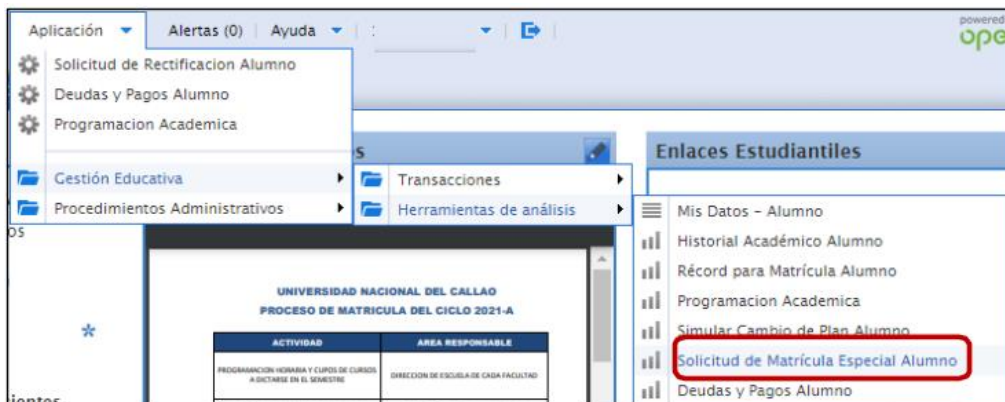 Aplicación Alertas (0) Ayuda :
powered
ope
Solicitud de Rectificacion Alumno
Deudas y Pagos Alumno
Programacion Academica
s
Enlaces Estudiantiles
Gestión Educativa
Transacciones
Procedimientos Administrativos
Herramientas de análisis
os
Mis Datos - Alumno
Historial Académico Alumno
Récord para Matrícula Alumno
Programacion Academica
Simular Cambio de Plan Alumno
Solicitud de Matrícula Especial Alumno
Deudas y Pagos Alumno
UNIVERSIDAD NACIONAL DEL CALLAO
PROCESO DE MATRICULA DEL CICLO 2021-A
*
ACTIVIDAD AREA RESPONSABLE
PROGRAMACION HORARIA Y CUPOS DE CURSOS
A DICTARSE EN EL SEMESTRE
DIRECCION DE ESCUELA DE CADA FACULTAD
ientos